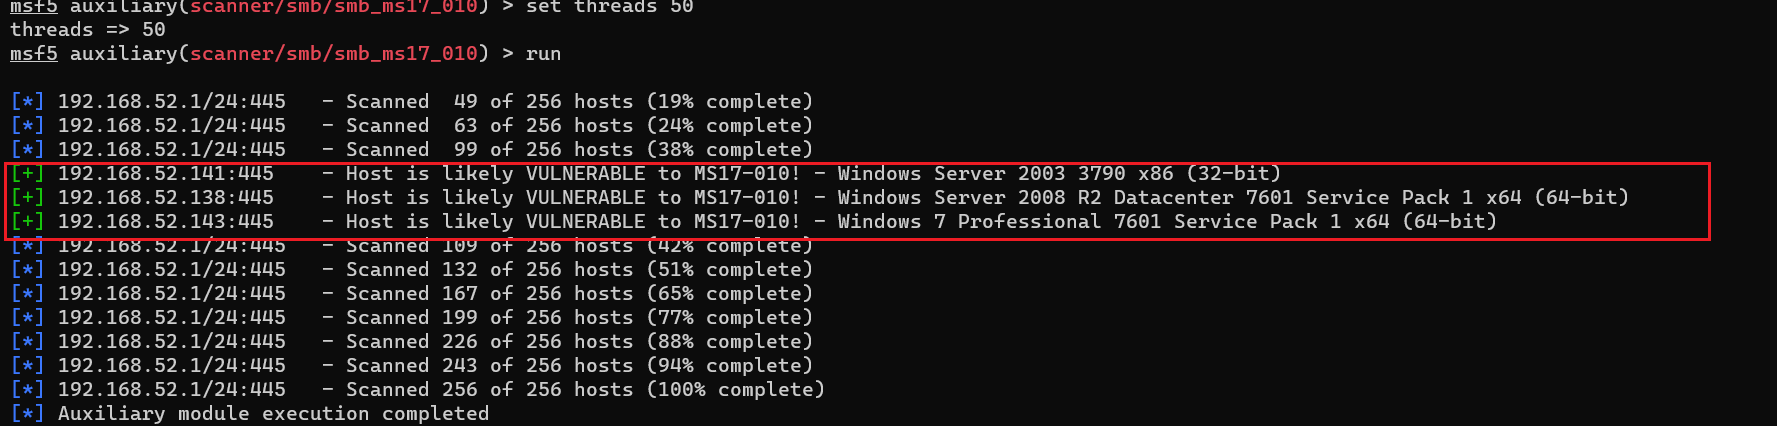 msf5 auxiliary(scanner/smb/smb_ms17_010) > set threads 50
threads => 50
msf5 auxiliary(scanner/smb/smb_ms17_010) > run
[*] 192.168.52.1/24:445   - Scanned  49 of 256 hosts (19% complete)
[*] 192.168.52.1/24:445   - Scanned  63 of 256 hosts (24% complete)
[*] 192.168.52.1/24:445   - Scanned  99 of 256 hosts (38% complete)
[+] 192.168.52.141:445    - Host is likely VULNERABLE to MS17-010! - Windows Server 2003 3790 x86 (32-bit)
[+] 192.168.52.138:445    - Host is likely VULNERABLE to MS17-010! - Windows Server 2008 R2 Datacenter 7601 Service Pack 1 x64 (64-bit)
[+] 192.168.52.143:445    - Host is likely VULNERABLE to MS17-010! - Windows 7 Professional 7601 Service Pack 1 x64 (64-bit)
[*] 192.168.52.1/24:445   - Scanned 109 of 256 hosts (42% complete)
[*] 192.168.52.1/24:445   - Scanned 132 of 256 hosts (51% complete)
[*] 192.168.52.1/24:445   - Scanned 167 of 256 hosts (65% complete)
[*] 192.168.52.1/24:445   - Scanned 199 of 256 hosts (77% complete)
[*] 192.168.52.1/24:445   - Scanned 226 of 256 hosts (88% complete)
[*] 192.168.52.1/24:445   - Scanned 243 of 256 hosts (94% complete)
[*] 192.168.52.1/24:445   - Scanned 256 of 256 hosts (100% complete)
[*] Auxiliary module execution completed